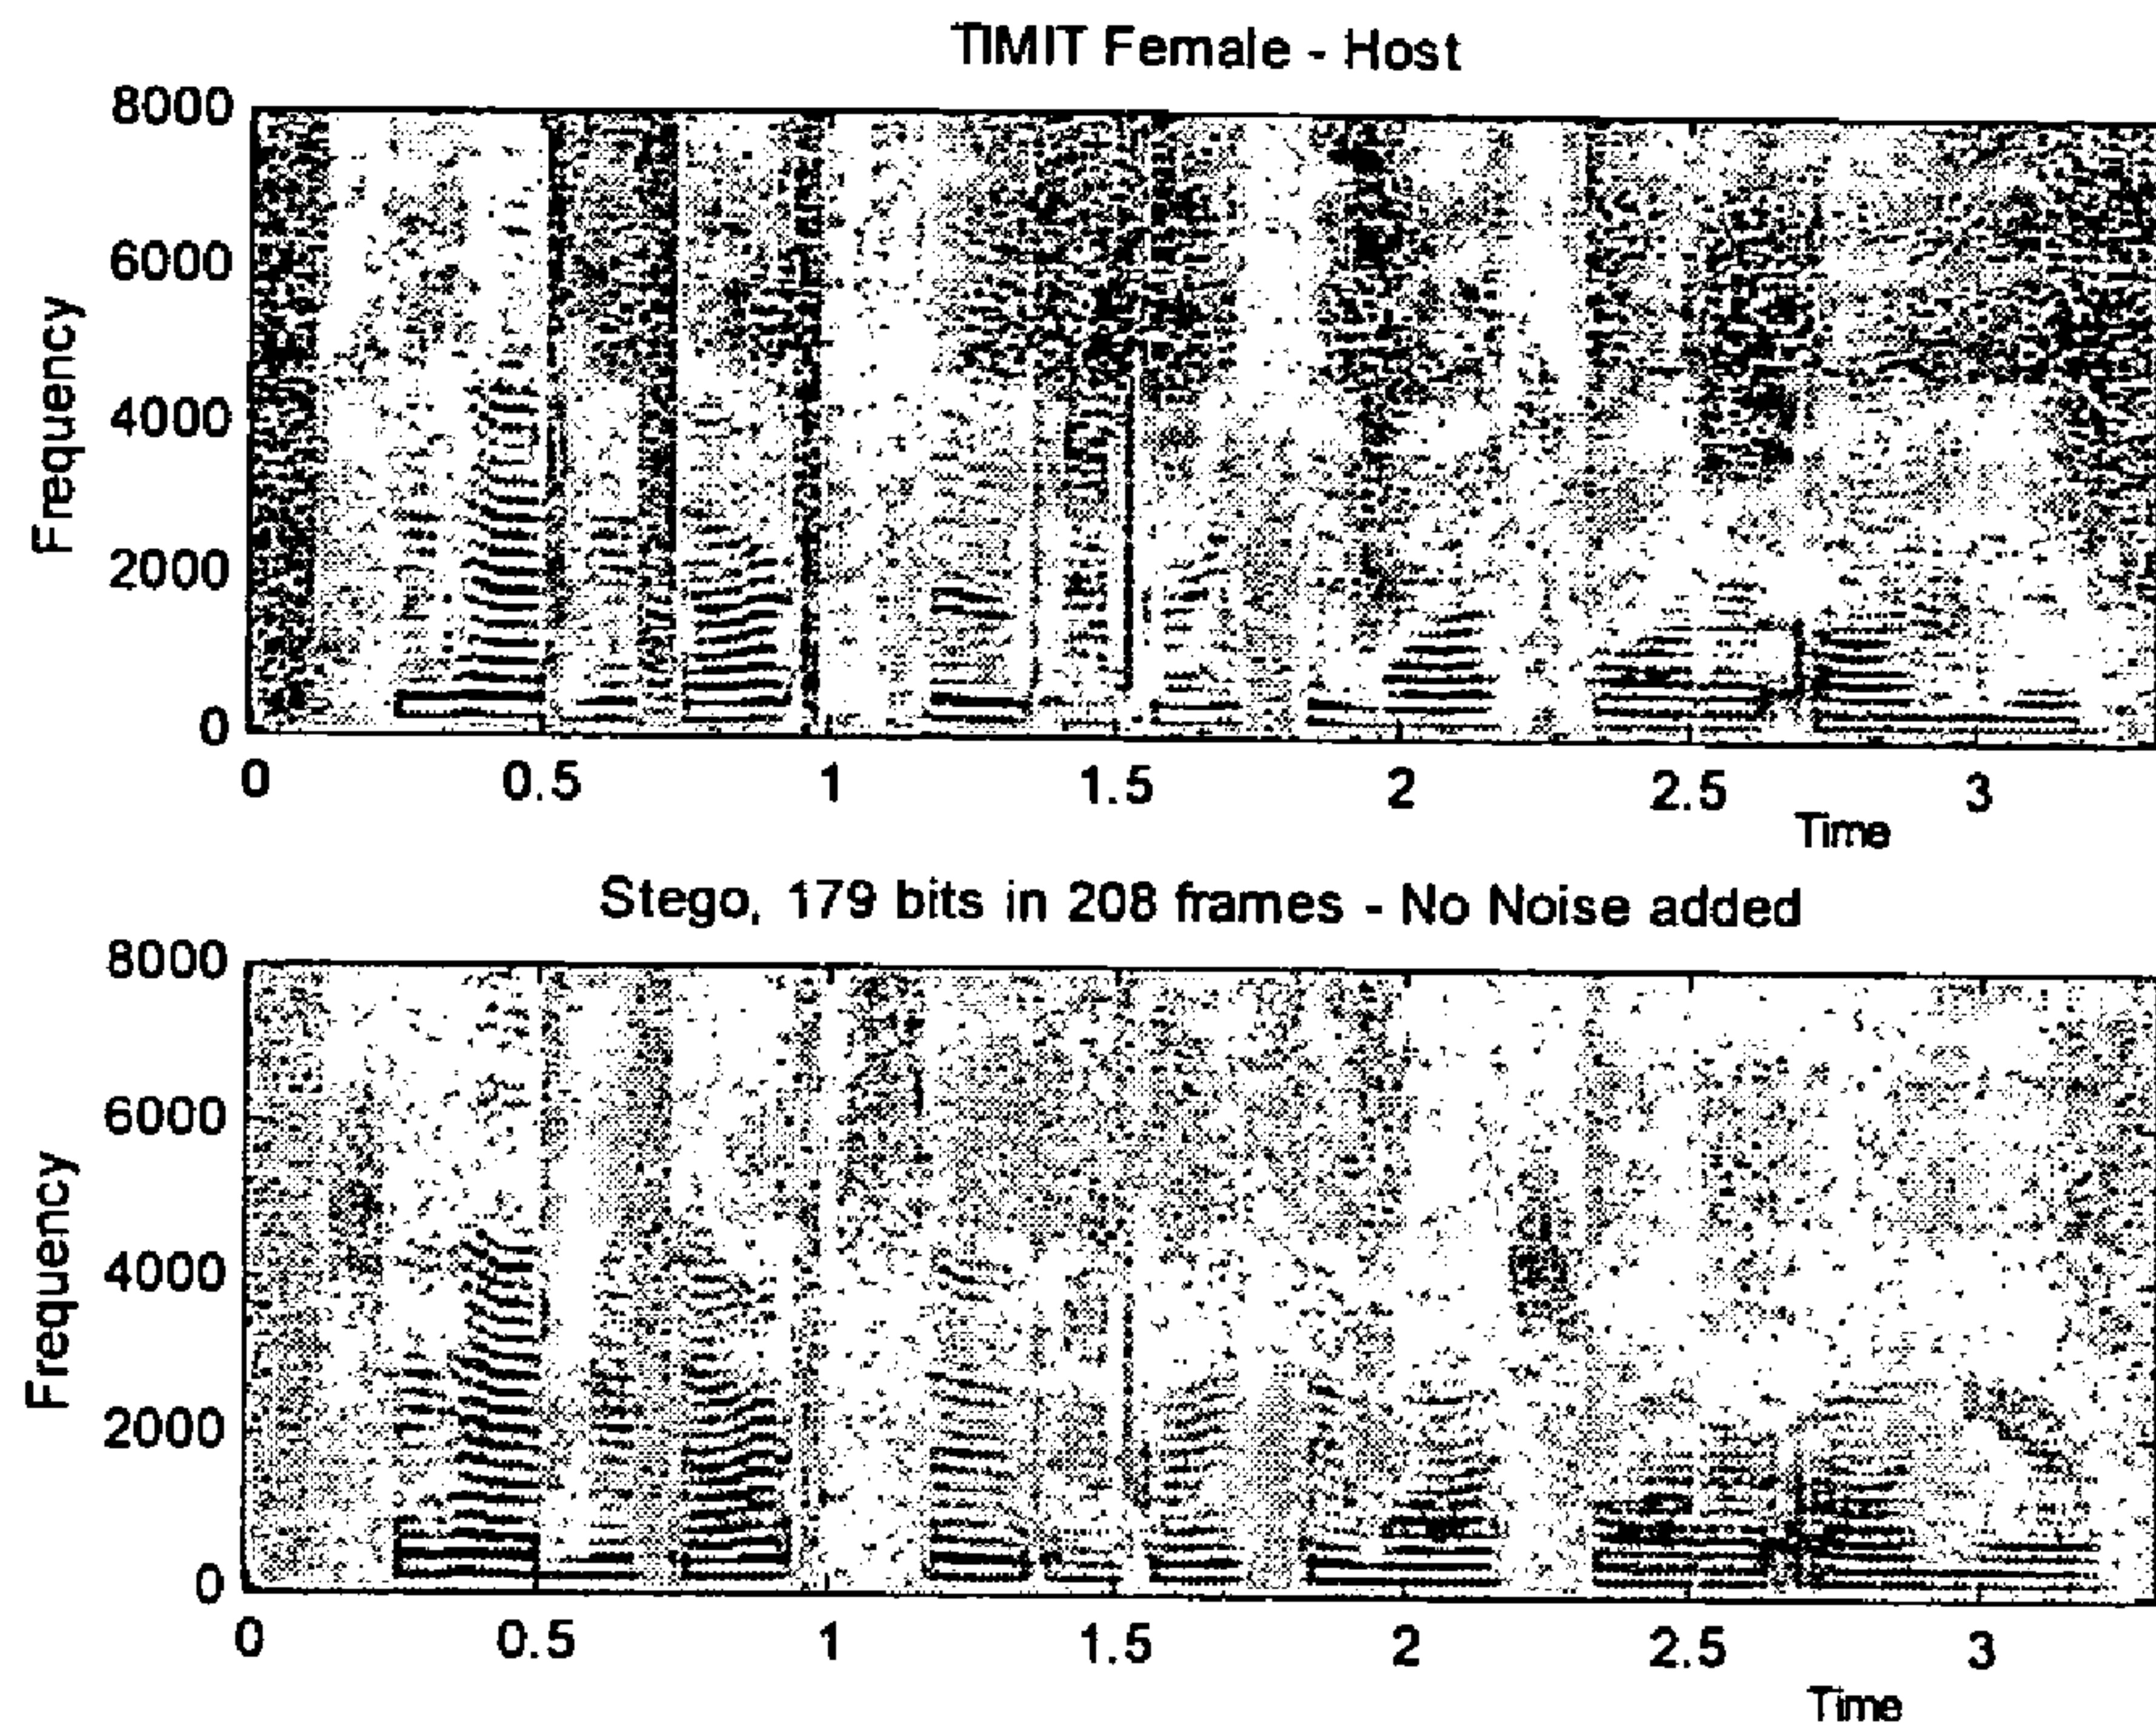 TIMIT Female - Host
8000
6000
4000
2000
0
Frequency
0 0.5 1 1.5 2 2.5 3
Time
Stego, 179 bits in 208 frames - No Noise added
8000
6000
4000
2000
0
Frequency
0 0.5 1 1.5 2 2.5 3
Time